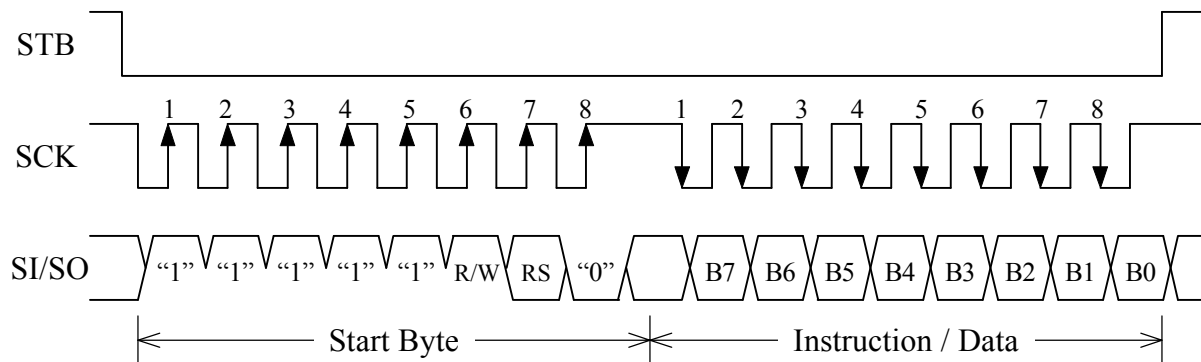 STB
1 2 3 4 5 6 7 8 1 2 3 4 5 6 7 8
SCK
SI/SO “1” “1” “1” “1” “1” R/W RS “0” B7 B6 B5 B4 B3 B2 B1 B0
Start Byte Instruction / Data